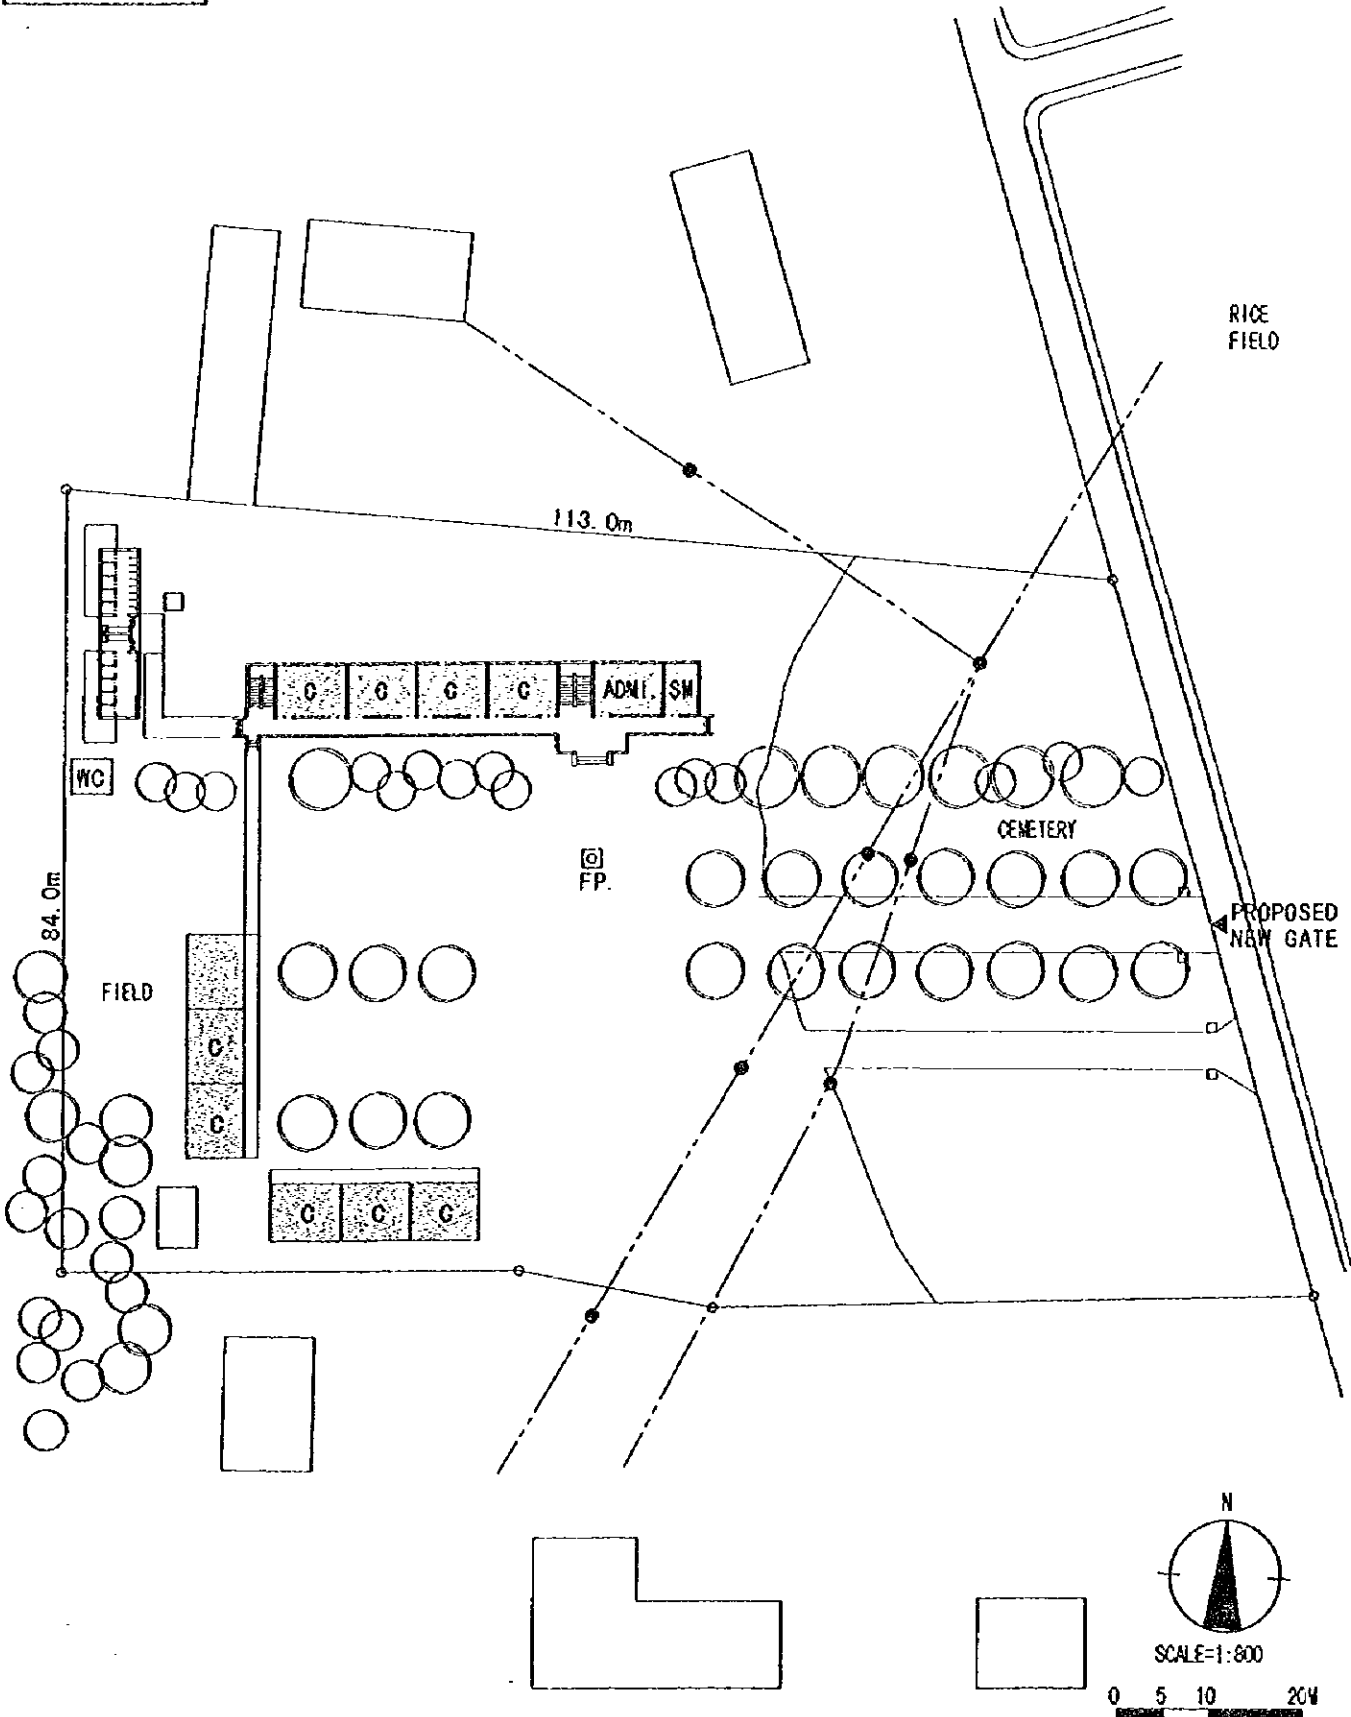 RICE
FIELD
113.0m
C C C C ADMI. SM
WC
CEMETERY
FP.
84.0m
PROPOSED
NEW GATE
FIELD
C
C
C C C
N
SCALE=1:800
0 5 10 20M